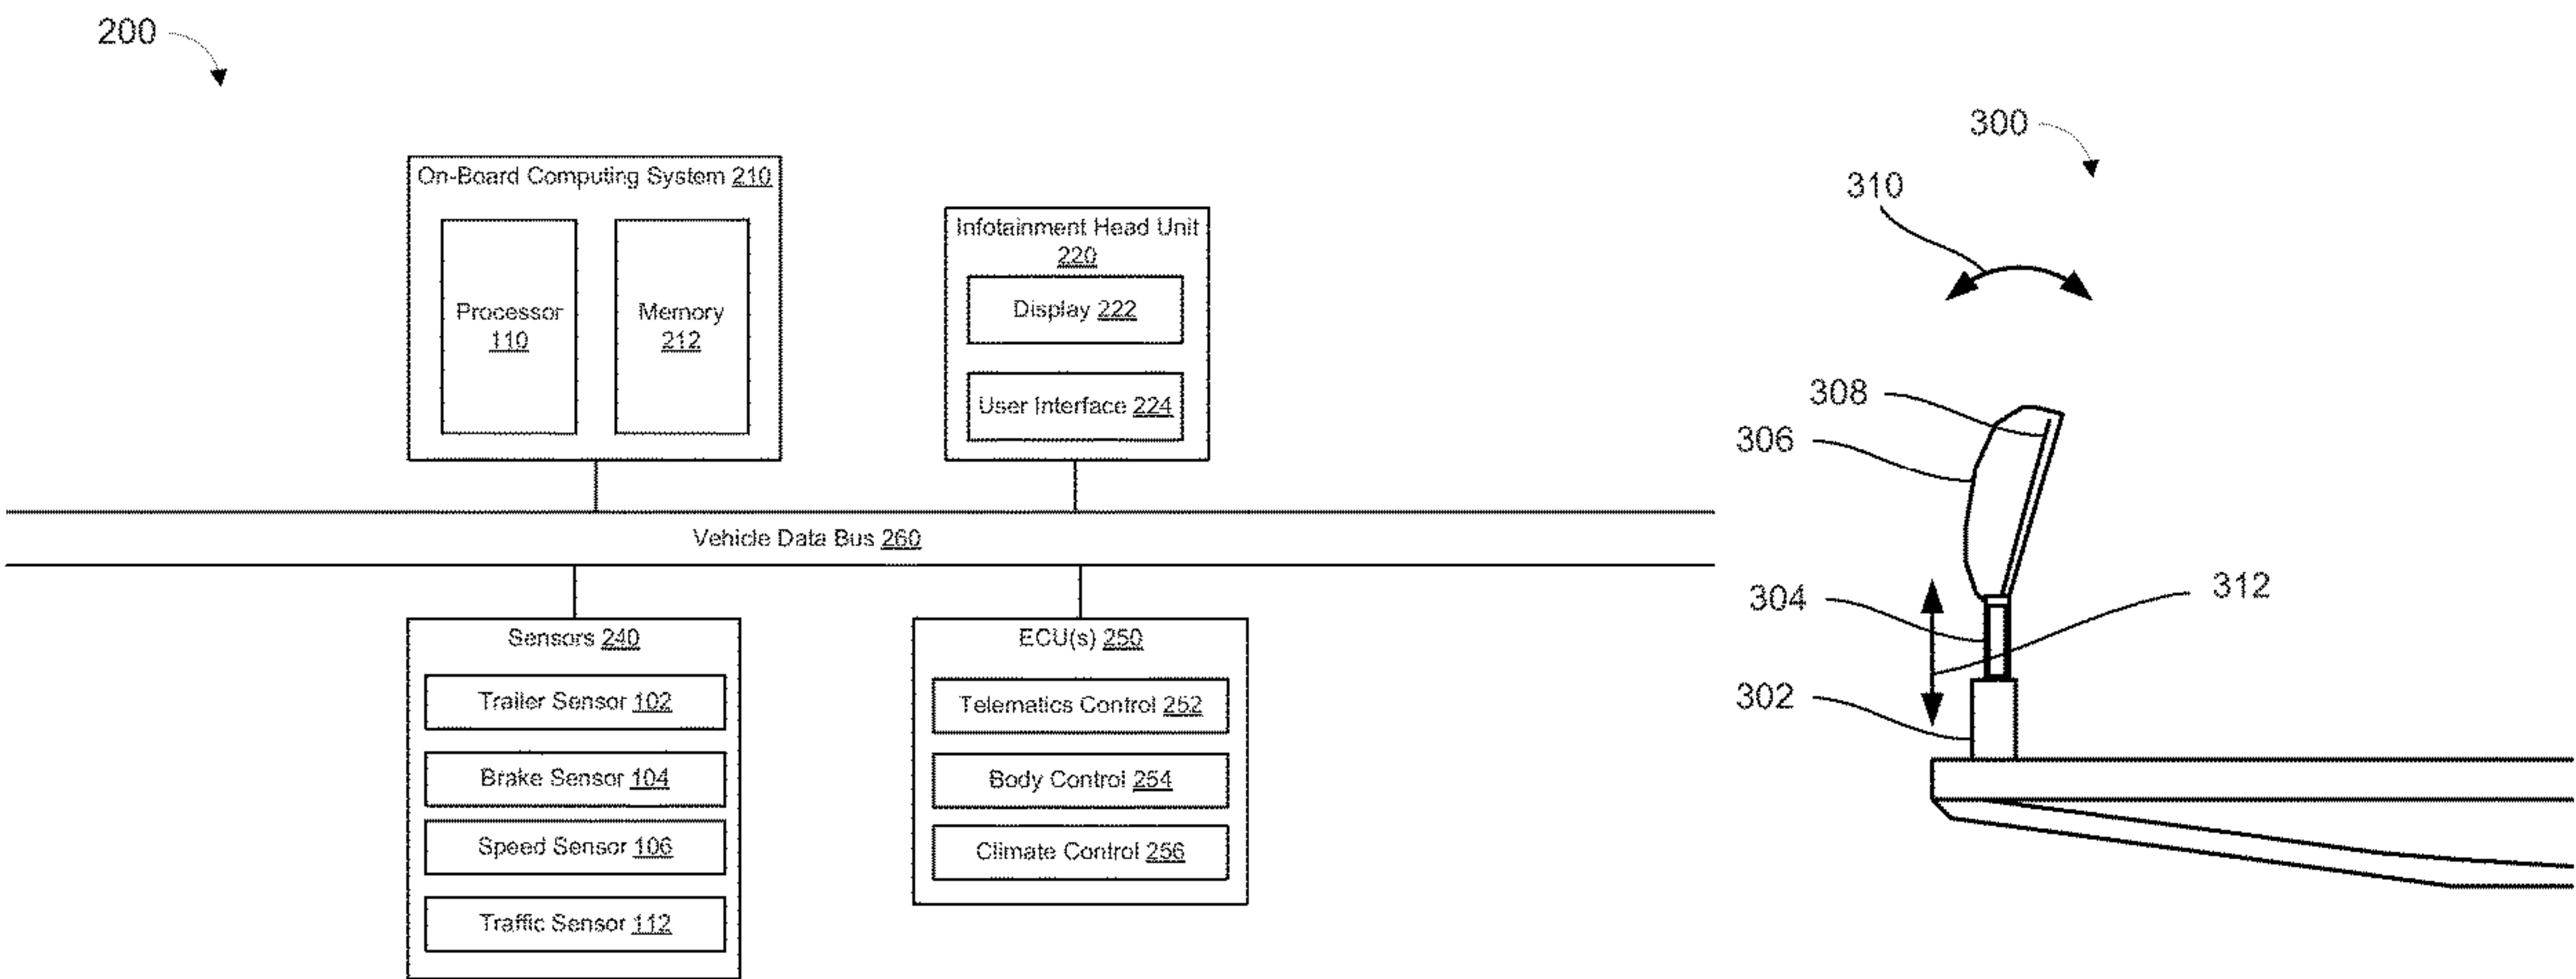 200
On-Board Computing System 210
Processor
110
Memory
212
Infotainment Head Unit
220
Display 222
User Interface 224
Vehicle Data Bus 260
Sensors 240
Trailer Sensor 102
Brake Sensor 104
Speed Sensor 106
Traffic Sensor 112
ECU(s) 250
Telematics Control 252
Body Control 254
Climate Control 256
300
310
308
306
304
312
302